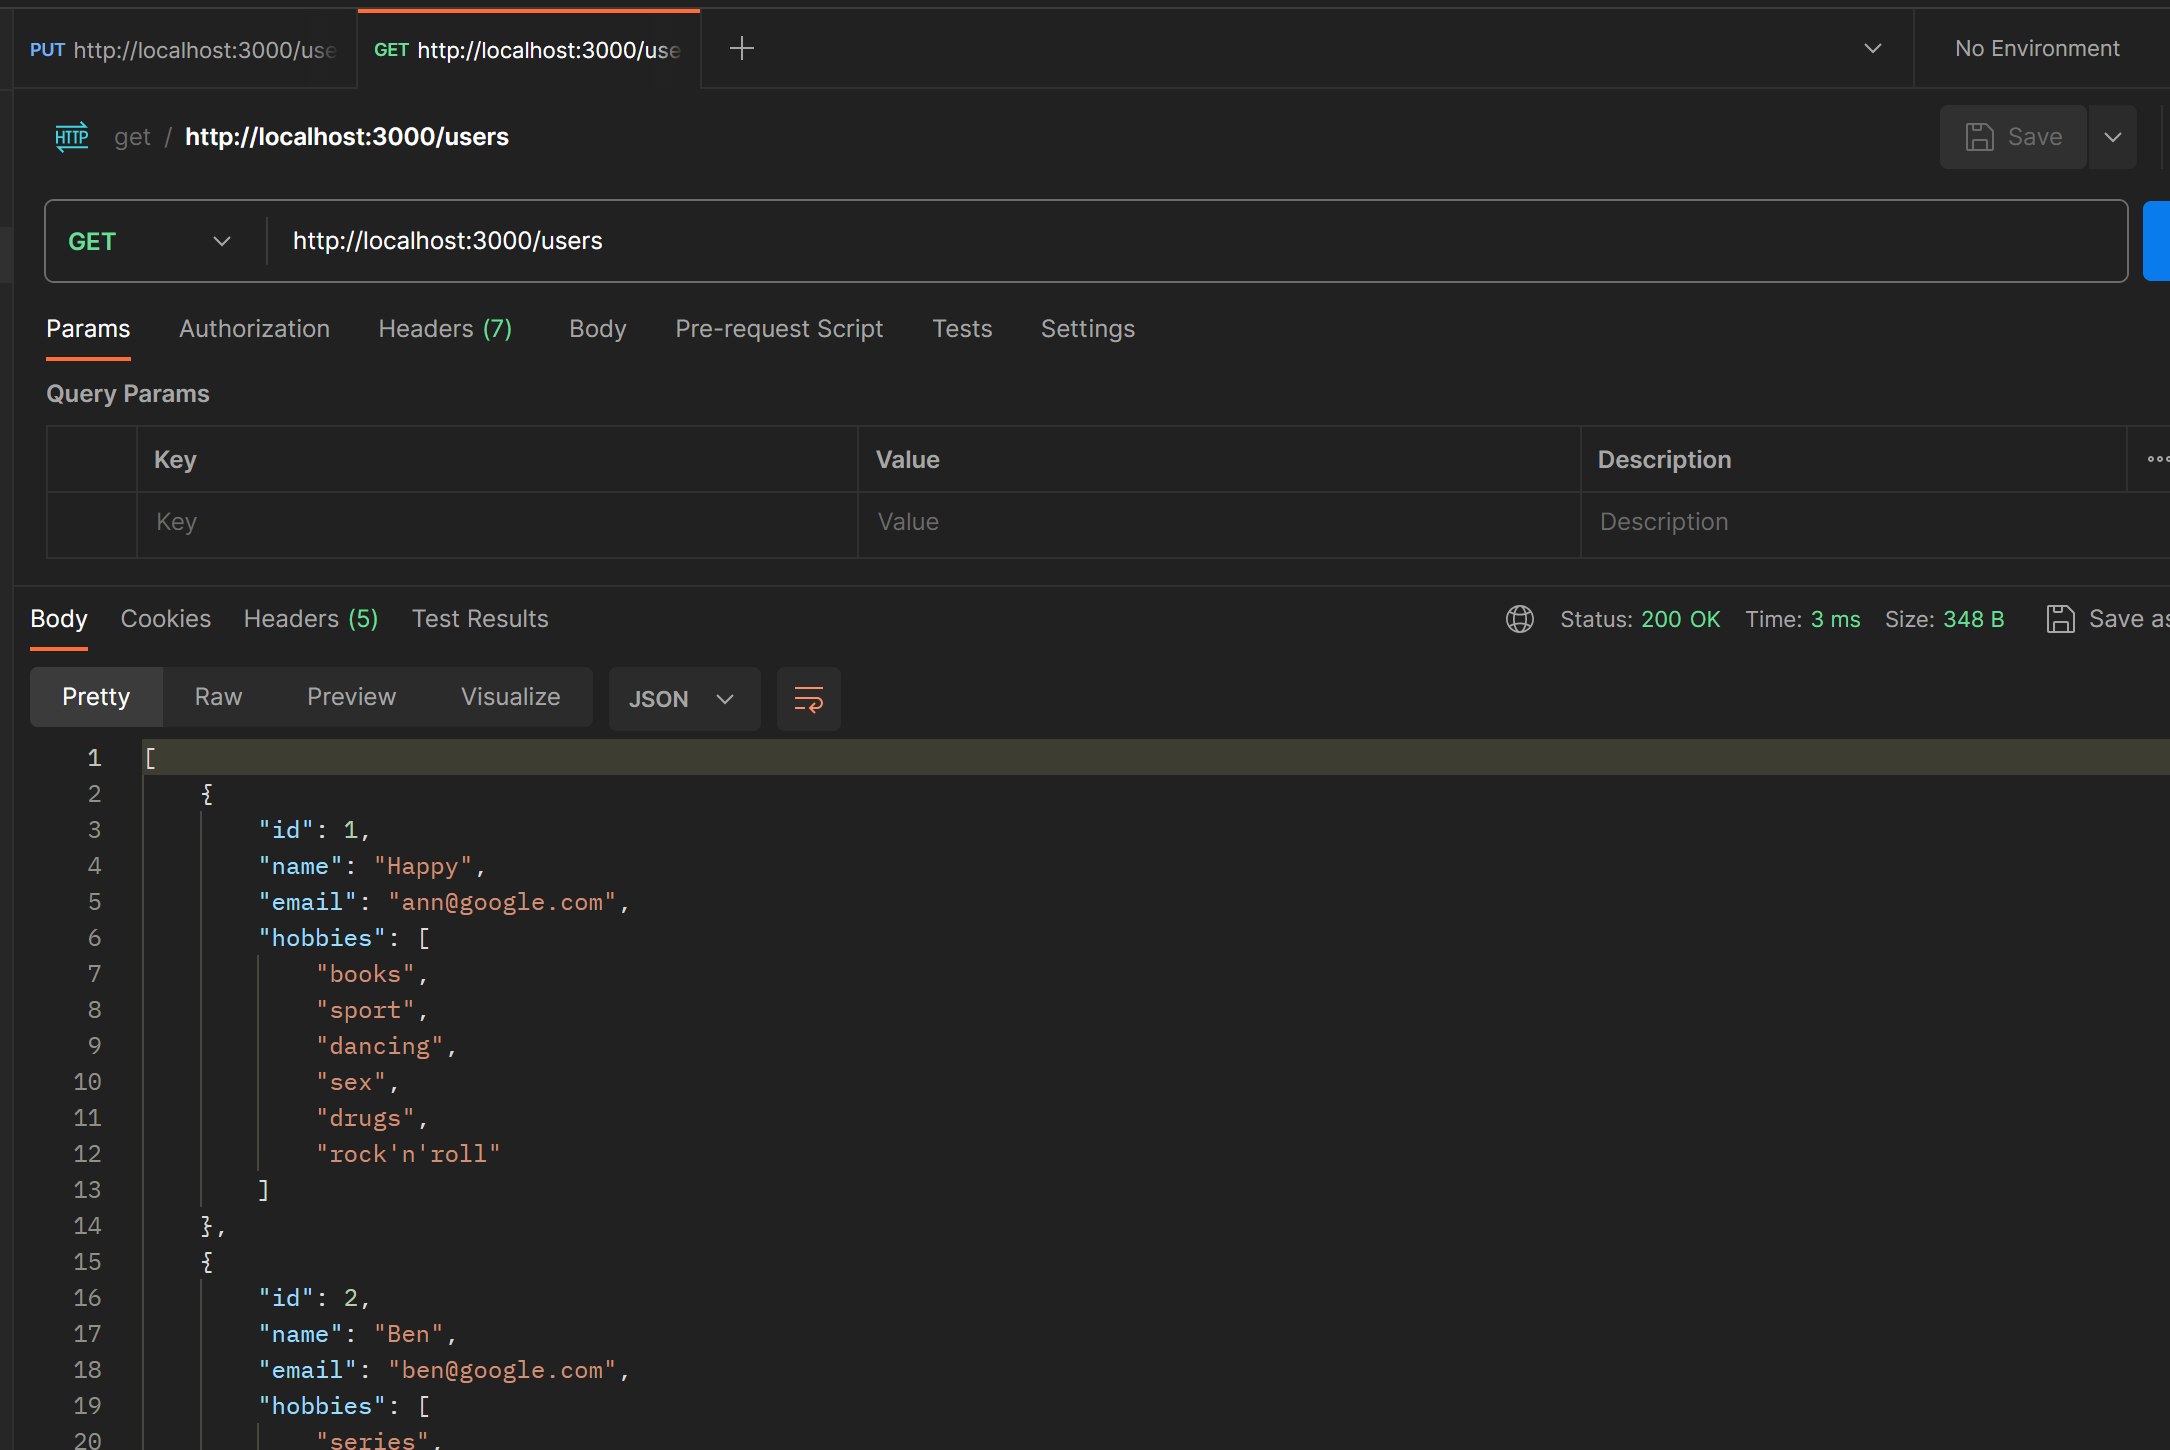 PUT http://localhost:3000/use GET http://localhost:3000/use No Environment
HTTP get / http://localhost:3000/users Save
GET http://localhost:3000/users
Params Authorization Headers (7) Body Pre-request Script Tests Settings
Query Params
Key Value Description
Key Value Description
Body Cookies Headers (5) Test Results Status: 200 OK Time: 3 ms Size: 348 B Save as
Pretty Raw Preview Visualize JSON
1 [
2 {
3 "id": 1,
4 "name": "Happy",
5 "email": "ann@google.com",
6 "hobbies": [
7 "books",
8 "sport",
9 "dancing",
10 "sex",
11 "drugs",
12 "rock'n'roll"
13 ]
14 },
15 {
16 "id": 2,
17 "name": "Ben",
18 "email": "ben@google.com",
19 "hobbies": [
20 "series",